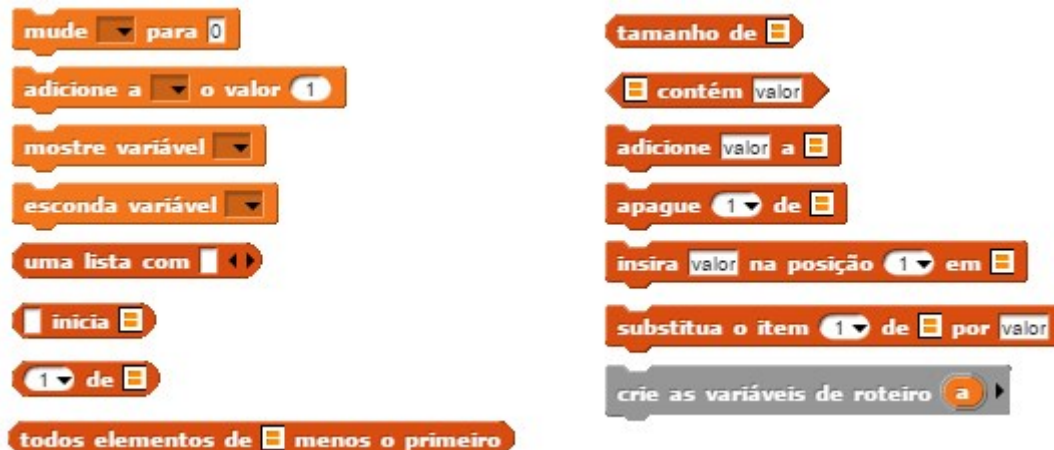 mude para 0
adicione a o valor 1
mostre variável
esconda variável
uma lista com
inicia
1 de
todos elementos de menos o primeiro
tamanho de
contém valor
adicione valor a
apague 1 de
insira valor na posição 1 em
substitua o item 1 de por valor
crie as variáveis de roteiro a